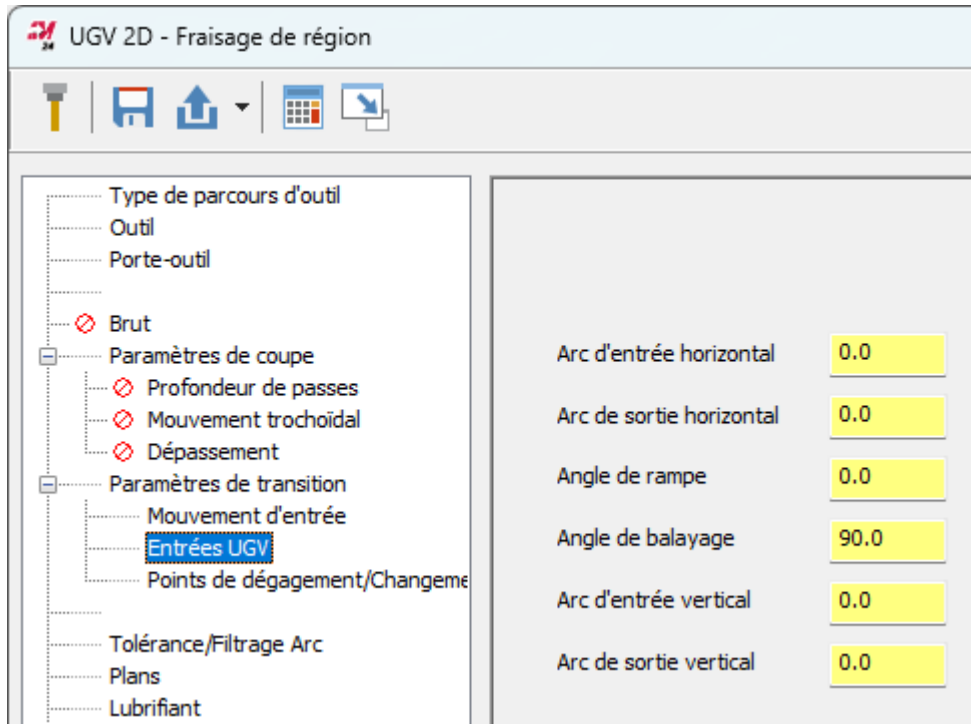 UGV 2D - Fraisage de région
Type de parcours d'outil
Outil
Porte-outil
Brut
Paramètres de coupe
Profondeur de passes
Mouvement trochoïdal
Dépassement
Paramètres de transition
Mouvement d'entrée
Entrées UGV
Points de dégagement/Changeme
Tolérance/Filtrage Arc
Plans
Lubrifiant
Arc d'entrée horizontal 0.0
Arc de sortie horizontal 0.0
Angle de rampe 0.0
Angle de balayage 90.0
Arc d'entrée vertical 0.0
Arc de sortie vertical 0.0